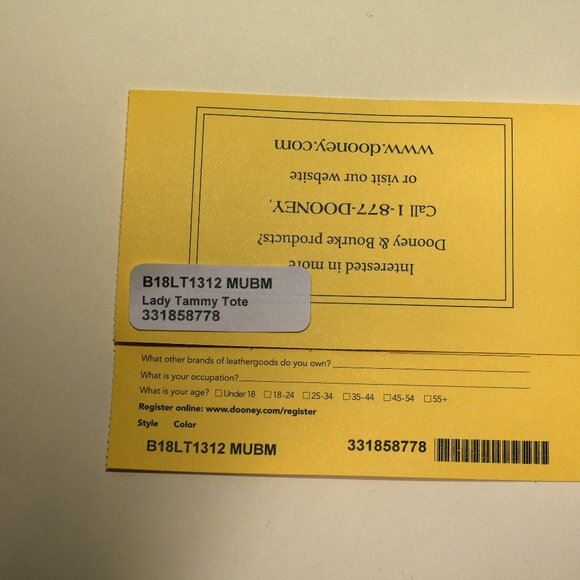 www.dooney.com
or visit our website
Call 1-877-DOONEY,
Dooney & Bourke products?
Interested in more
B18LT1312 MUBM
Lady Tammy Tote
331858778
What other brands of leathergoods do you own?
What is your occupation?
What is your age? ☐Under 18 ☐18-24 ☐25-34 ☐35-44 ☐45-54 ☐55+
Register online: www.dooney.com/register
Style Color
B18LT1312 MUBM 331858778